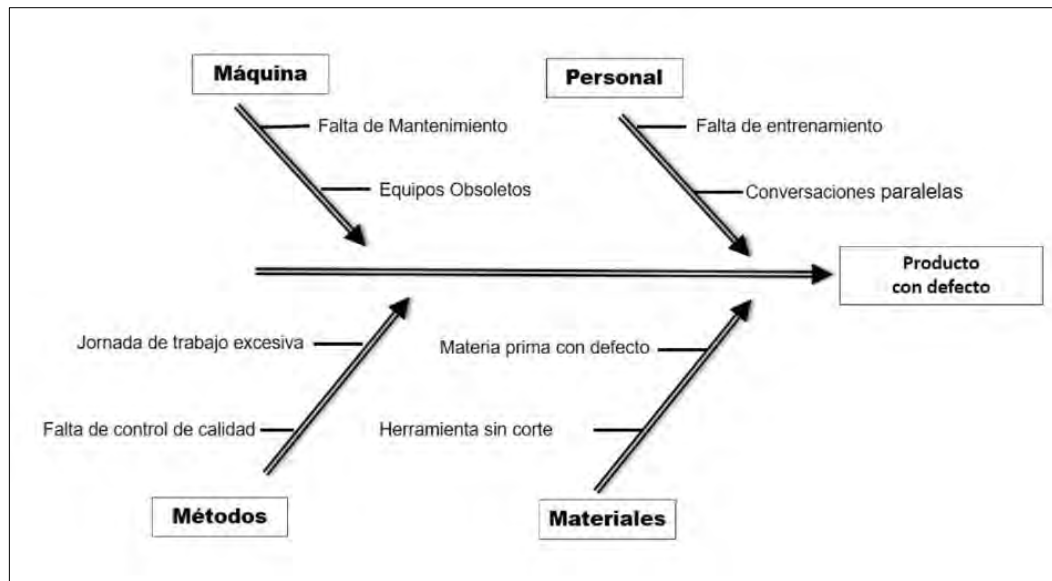 Máquina
Personal
Falta de Mantenimiento
Falta de entrenamiento
Equipos Obsoletos
Conversaciones paralelas
Producto
con defecto
Jornada de trabajo excesiva
Materia prima con defecto
Falta de control de calidad
Herramienta sin corte
Métodos
Materiales